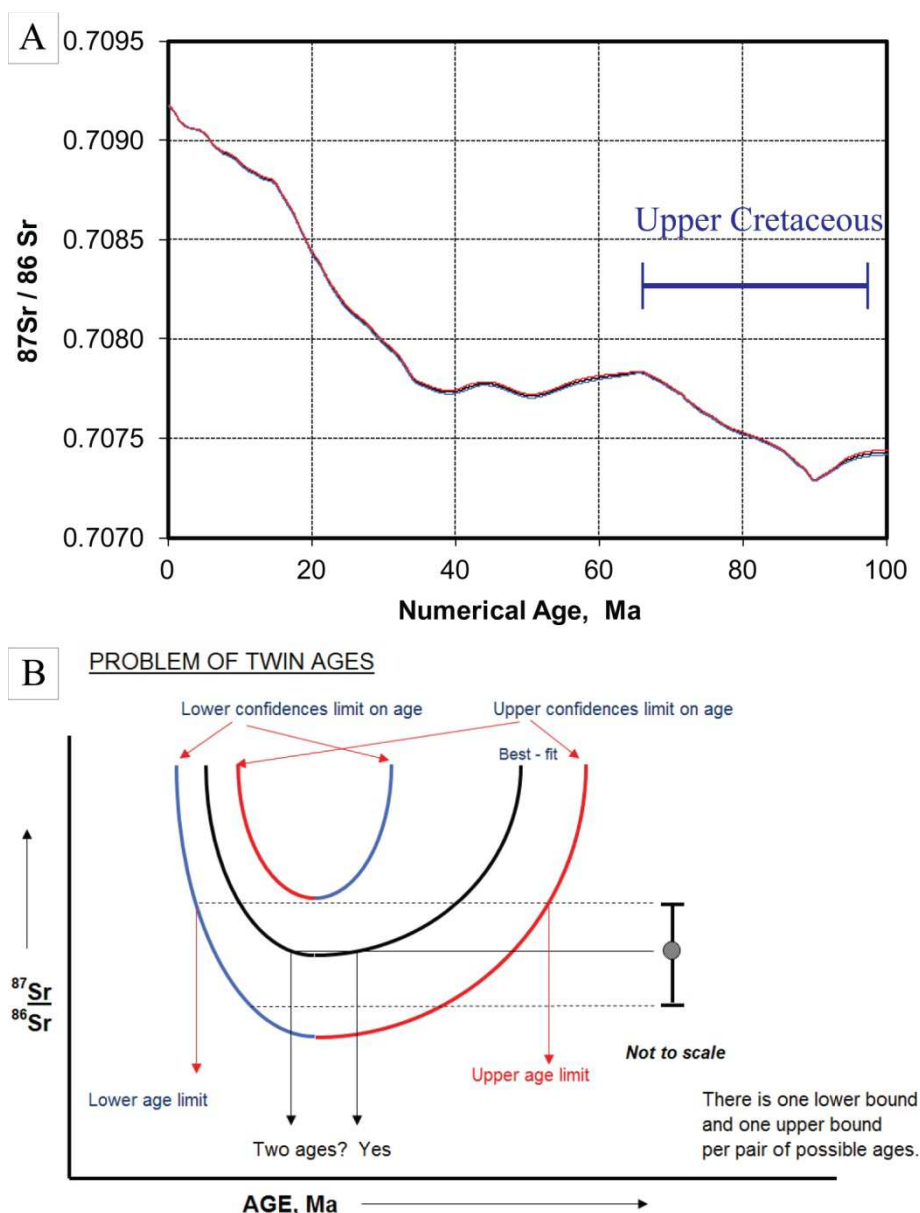 A
0.7095
0.7090
0.7085
0.7080
0.7075
0.7070
87Sr / 86 Sr
Upper Cretaceous
0
20
40
60
80
100
Numerical Age, Ma
B
PROBLEM OF TWIN AGES
Lower confidences limit on age
Upper confidences limit on age
Best - fit
87Sr
86Sr
Not to scale
Lower age limit
Upper age limit
There is one lower bound
and one upper bound
per pair of possible ages.
Two ages? Yes
AGE, Ma